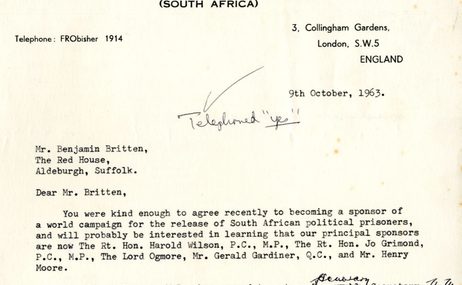 (SOUTH AFRICA)
Telephone: FRObisher 1914
3, Collingham Gardens,
London, S.W.5
ENGLAND
9th October, 1963.
Telephoned "yes"
Mr. Benjamin Britten,
The Red House,
Aldeburgh, Suffolk.
Dear Mr. Britten,
You were kind enough to agree recently to becoming a sponsor of
a world campaign for the release of South African political prisoners,
and will probably be interested in learning that our principal sponsors
are now The Rt. Hon. Harold Wilson, P.C., M.P., The Rt. Hon. Jo Grimond,
P.C., M.P., The Lord Ogmore, Mr. Gerald Gardiner, Q.C., and Mr. Henry
Moore.
Honorary